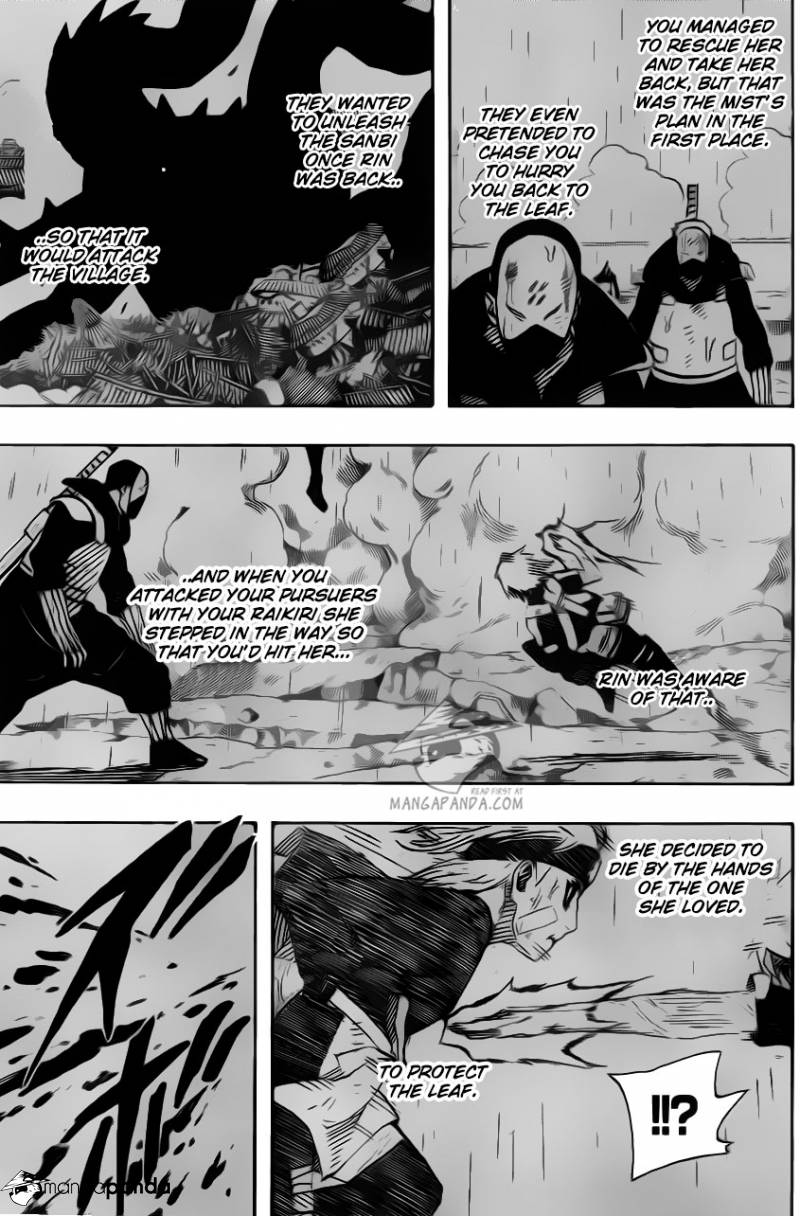 YOU MANAGED
TO RESCUE HER
AND TAKE HER
BACK, BUT THAT
WAS THE MIST'S
PLAN IN THE
FIRST PLACE.
THEY EVEN
PRETENDED TO
CHASE YOU
TO HURRY
YOU BACK TO
THE LEAF.
THEY WANTED
TO UNLEASH
THE SANBI
ONCE RIN
WAS BACK..
..SO THAT IT
WOULD ATTACK
THE VILLAGE.
RIN WAS AWARE
OF THAT..
..AND WHEN YOU
ATTACKED YOUR PURSUERS
WITH YOUR RAIKIRI SHE
STEPPED IN THE WAY SO
THAT YOU'D HIT HER...
READ FIRST AT
MANGAPANDA.COM
SHE DECIDED TO
DIE BY THE HANDS
OF THE ONE
SHE LOVED.
TO PROTECT
THE LEAF.
!!?
mangapanda